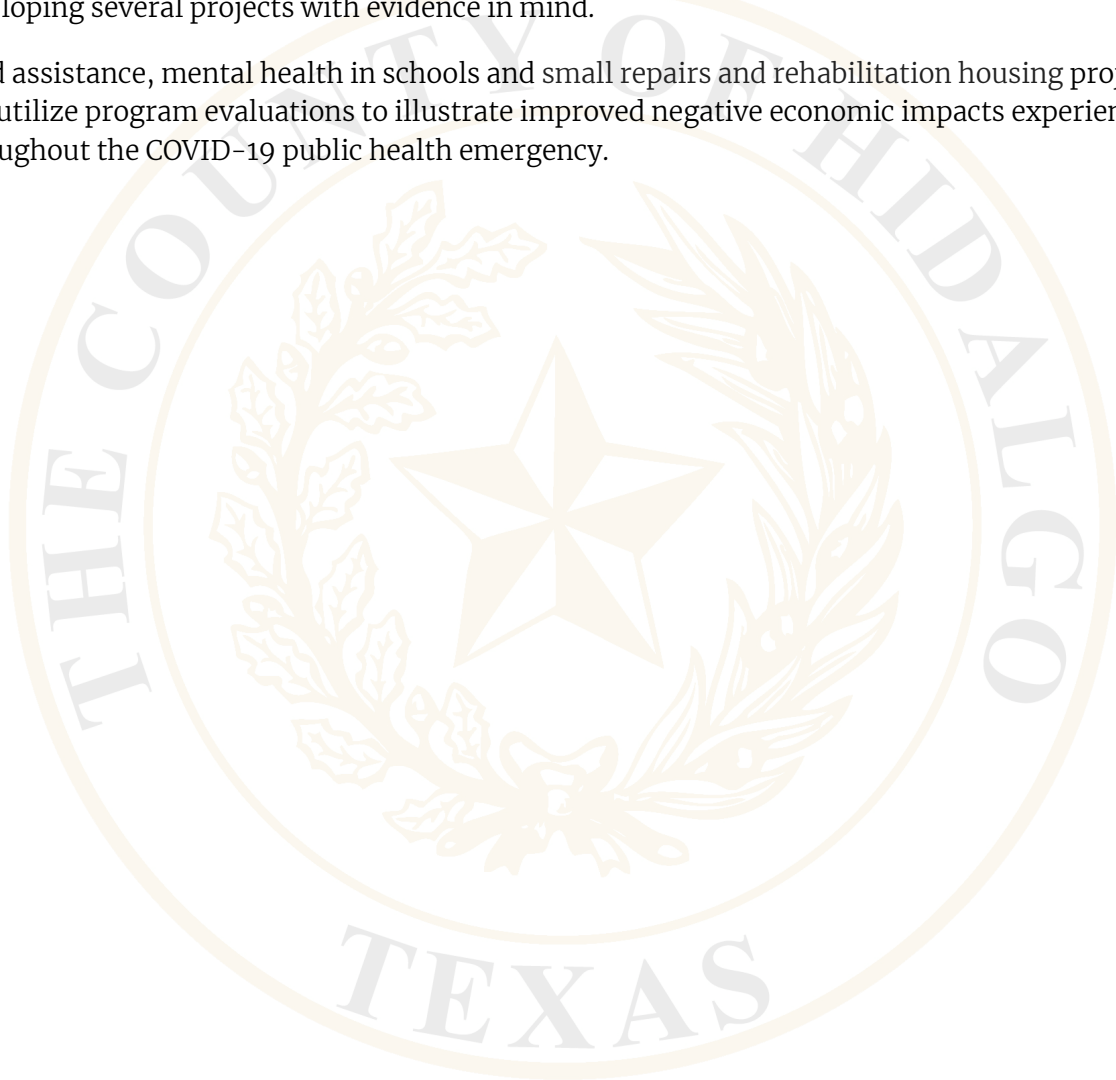 loping several projects with evidence in mind.
d assistance, mental health in schools and small repairs and rehabilitation housing pro
utilize program evaluations to illustrate improved negative economic impacts experien
ughout the COVID-19 public health emergency.
THE COUNTY OF HIDALGO
TEXAS